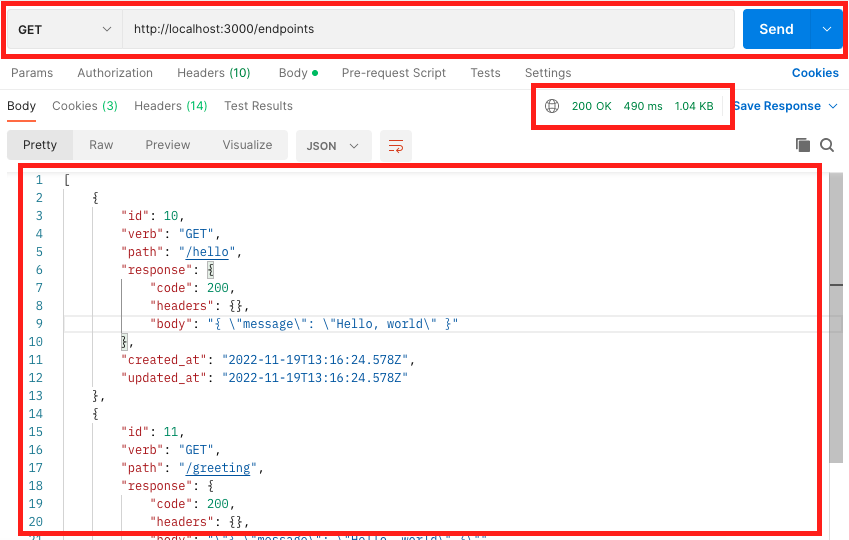 GET http://localhost:3000/endpoints Send
Params Authorization Headers (10) Body Pre-request Script Tests Settings Cookies
Body Cookies (3) Headers (14) Test Results 200 OK 490 ms 1.04 KB Save Response
Pretty Raw Preview Visualize JSON
1 [
2 {
3 "id": 10,
4 "verb": "GET",
5 "path": "/hello",
6 "response": {
7 "code": 200,
8 "headers": {},
9 "body": "{ \"message\": \"Hello, world\" }"
10 },
11 "created_at": "2022-11-19T13:16:24.578Z",
12 "updated_at": "2022-11-19T13:16:24.578Z"
13 },
14 {
15 "id": 11,
16 "verb": "GET",
17 "path": "/greeting",
18 "response": {
19 "code": 200,
20 "headers": {},
21 "body": "\"{ \"message\": \"Hello, world\"